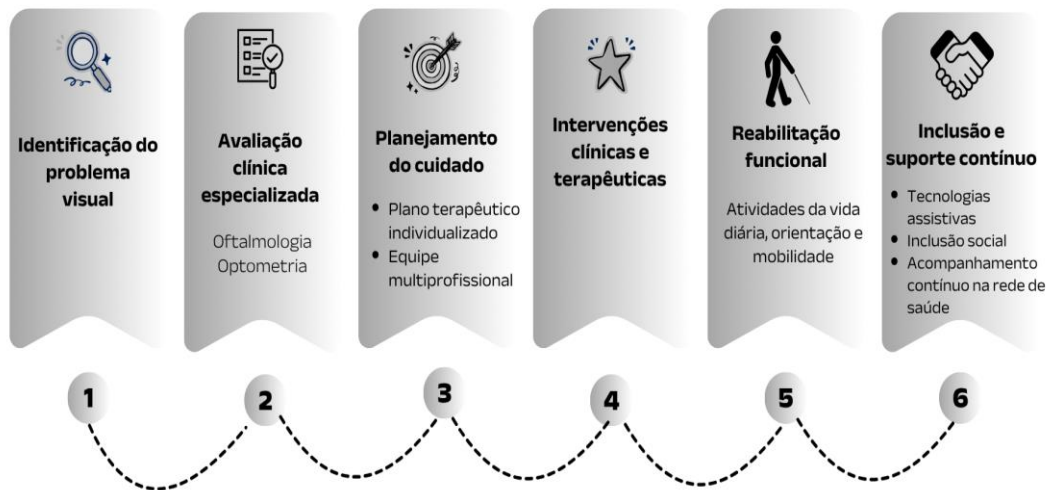 Identificação do
problema
visual
Avaliação
clínica
especializada
Oftalmologia
Optometria
Planejamento
do cuidado
• Plano terapêutico
individualizado
• Equipe
multiprofissional
Intervenções
clínicas e
terapêuticas
Reabilitação
funcional
Atividades da vida
diária, orientação e
mobilidade
Inclusão e
suporte contínuo
• Tecnologias
assistivas
• Inclusão social
• Acompanhamento
contínuo na rede de
saúde
1
2
3
4
5
6